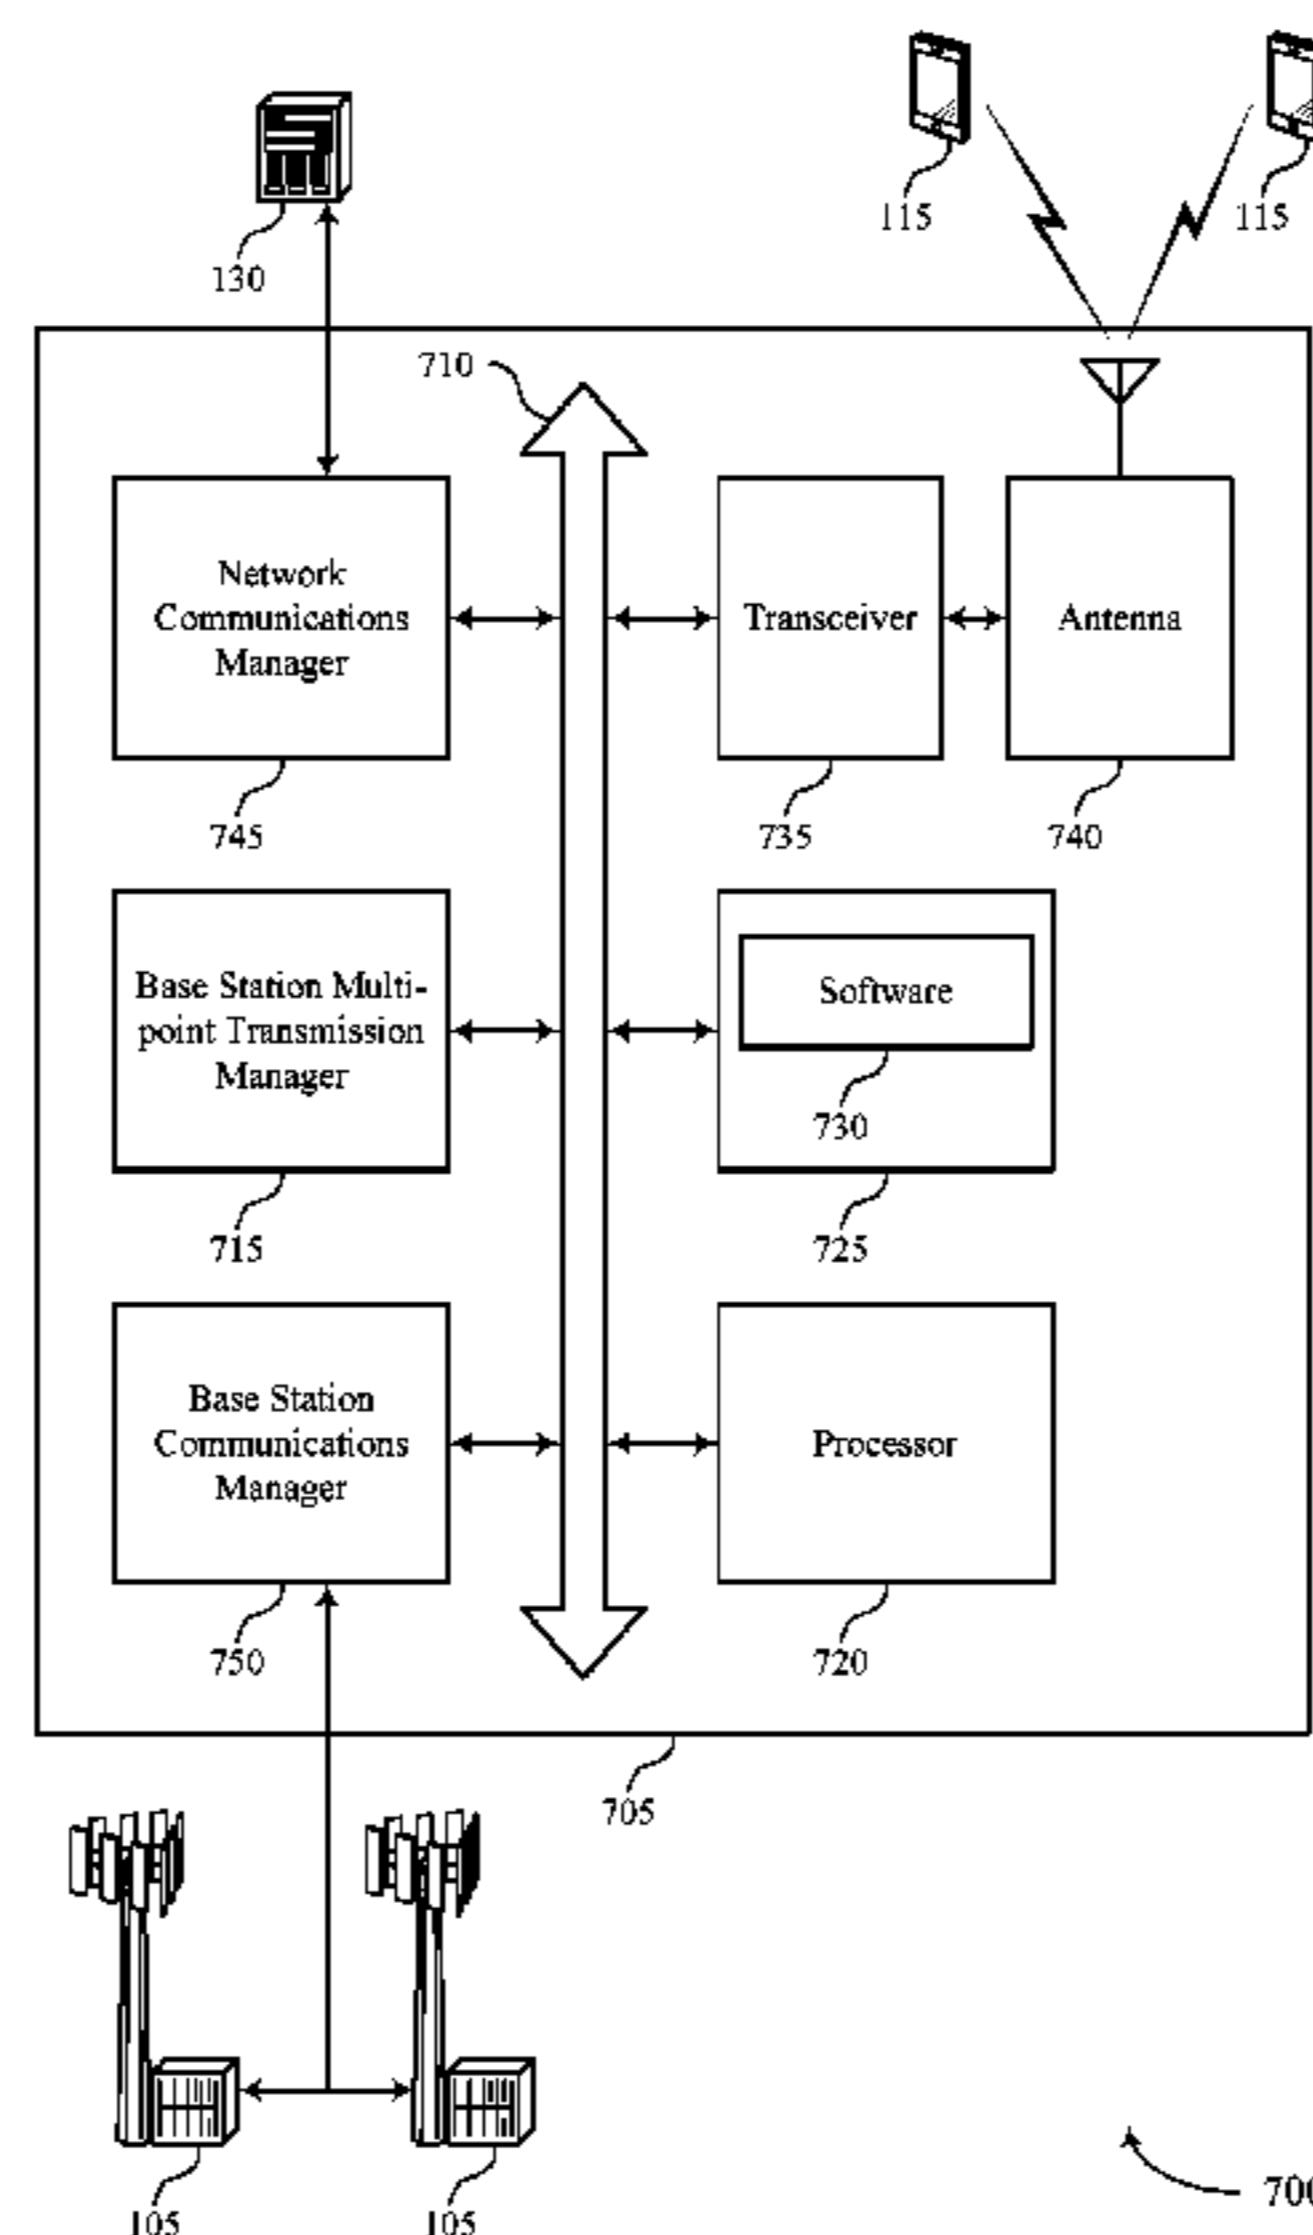 115
115
130
710
Network
Communications
Manager
Transceiver
Antenna
745
735
740
Base Station Multi-
point Transmission
Manager
Software
730
715
725
Base Station
Communications
Manager
Processor
750
720
705
105
105
700